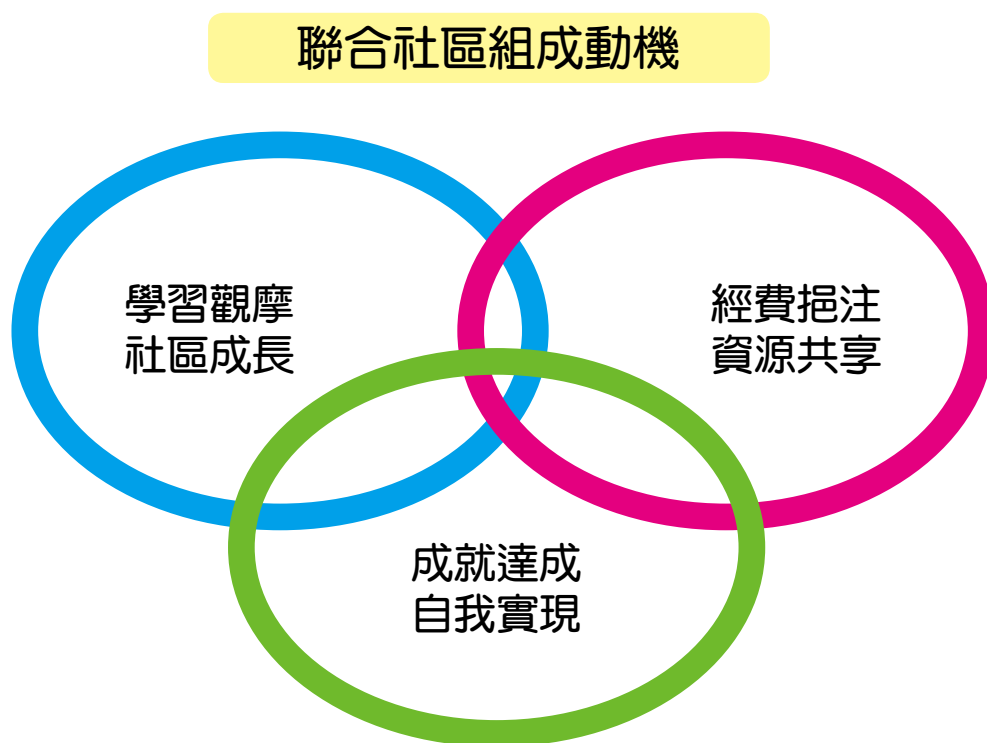 聯合社區組成動機
學習觀摩
社區成長
經費挹注
資源共享
成就達成
自我實現